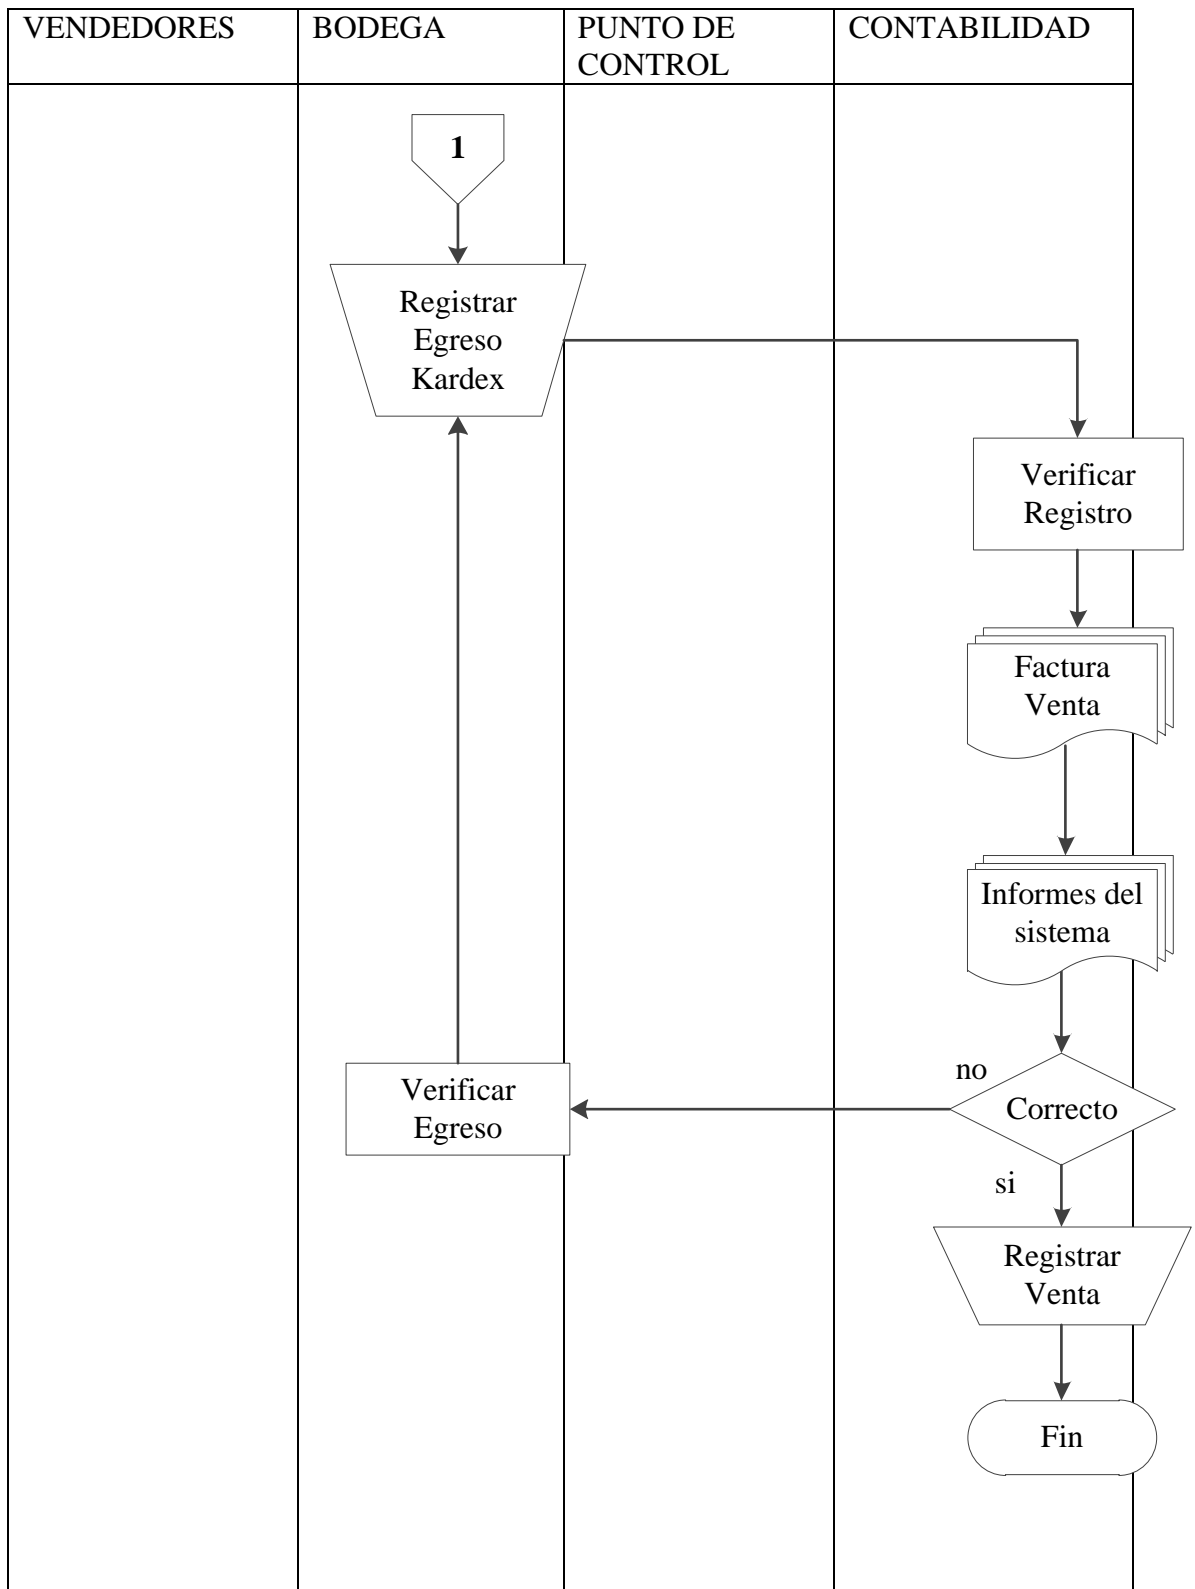 VENDEDORES
BODEGA
PUNTO DE
CONTROL
CONTABILIDAD
1
Registrar
Egreso
Kardex
Verificar
Registro
Factura
Venta
Informes del
sistema
no
Correcto
Verificar
Egreso
si
Registrar
Venta
Fin